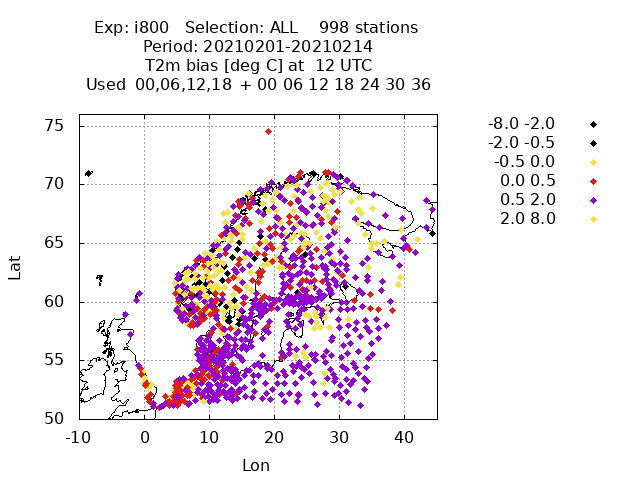 Exp: i800 Selection: ALL 998 stations
Period: 20210201-20210214
T2m bias [deg C] at 12 UTC
Used 00,06,12,18 + 00 06 12 18 24 30 36
75
70
65
60
55
50
Lat
-10 0 10 20 30 40
Lon
-8.0 -2.0
-2.0 -0.5
-0.5 0.0
0.0 0.5
0.5 2.0
2.0 8.0